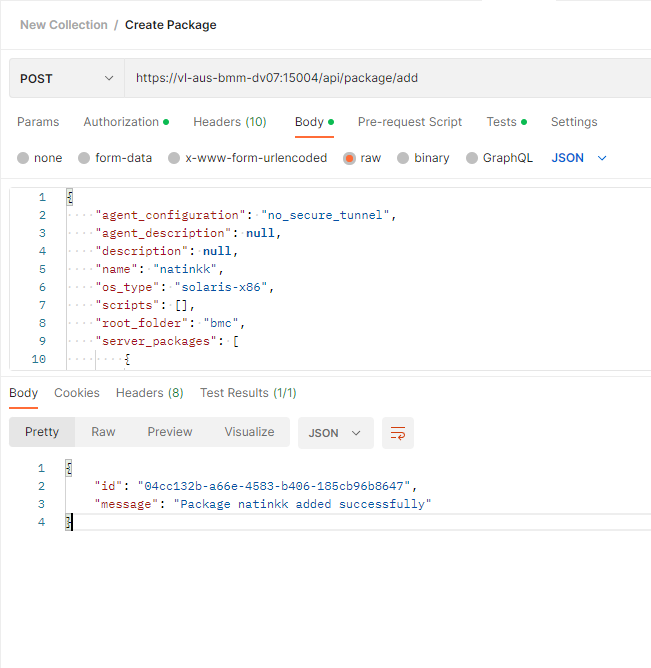 New Collection / Create Package
POST https://vl-aus-bmm-dv07:15004/api/package/add
Params Authorization Headers (10) Body Pre-request Script Tests Settings
none form-data x-www-form-urlencoded raw binary GraphQL JSON
1 {
2 "agent_configuration": "no_secure_tunnel",
3 "agent_description": null,
4 "description": null,
5 "name": "natinkk",
6 "os_type": "solaris-x86",
7 "scripts": [],
8 "root_folder": "bmc",
9 "server_packages": [
10 {
Body Cookies Headers (8) Test Results (1/1)
Pretty Raw Preview Visualize JSON
1 {
2 "id": "04cc132b-a66e-4583-b406-185cb96b8647",
3 "message": "Package natinkk added successfully"
4 }